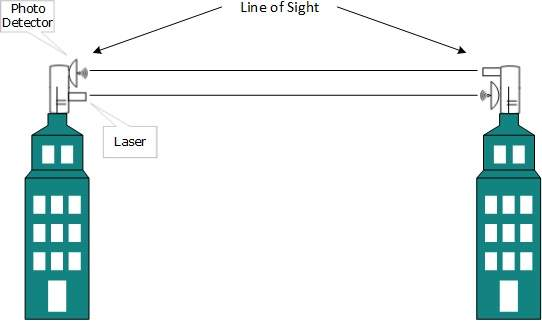 Photo
Detector
Line of Sight
Laser